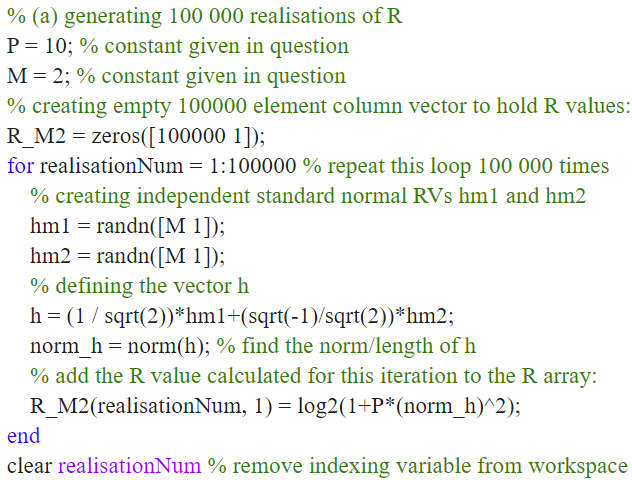 % (a) generating 100 000 realisations of R
P = 10; % constant given in question
M = 2; % constant given in question
% creating empty 100000 element column vector to hold R values:
R_M2 = zeros([100000 1]);
for realisationNum = 1:100000 % repeat this loop 100 000 times
% creating independent standard normal RVs hm1 and hm2
hm1 = randn([M 1]);
hm2 = randn([M 1]);
% defining the vector h
h = (1 / sqrt(2))*hm1+(sqrt(-1)/sqrt(2))*hm2;
norm_h = norm(h); % find the norm/length of h
% add the R value calculated for this iteration to the R array:
R_M2(realisationNum, 1) = log2(1+P*(norm_h)^2);
end
clear realisationNum % remove indexing variable from workspace